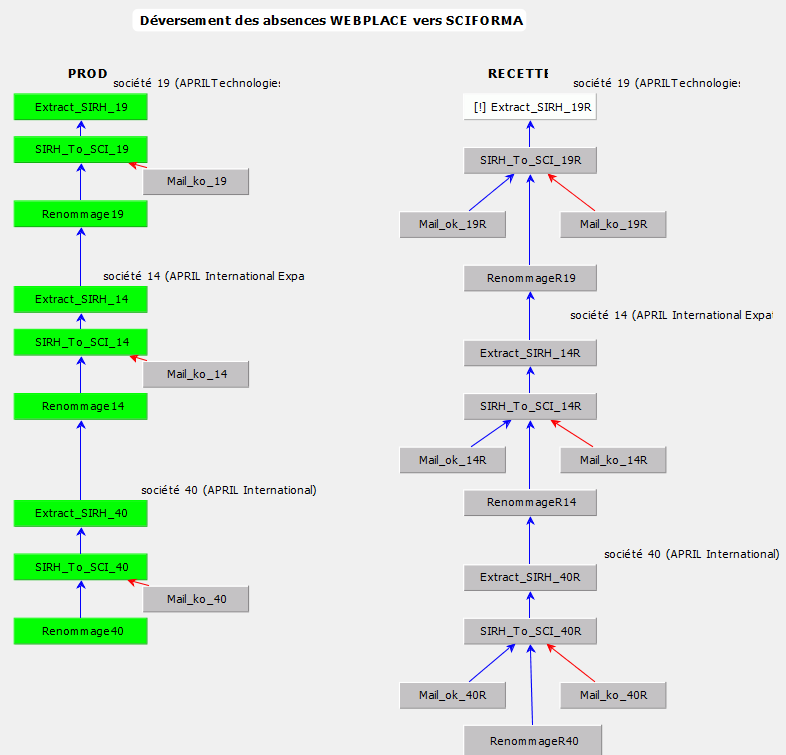 Déversement des absences WEBPLACE vers SCIFORMA
PROD
société 19 (APRILTechnologies
Extract_SIRH_19
SIRH_To_SCI_19
Mail_ko_19
Renommage19
société 14 (APRIL International Expa
Extract_SIRH_14
SIRH_To_SCI_14
Mail_ko_14
Renommage14
société 40 (APRIL International)
Extract_SIRH_40
SIRH_To_SCI_40
Mail_ko_40
Renommage40
RECETTE
société 19 (APRILTechnologies
[!] Extract_SIRH_19R
SIRH_To_SCI_19R
Mail_ok_19R
Mail_ko_19R
RenommageR19
société 14 (APRIL International Expa
Extract_SIRH_14R
SIRH_To_SCI_14R
Mail_ok_14R
Mail_ko_14R
RenommageR14
société 40 (APRIL International)
Extract_SIRH_40R
SIRH_To_SCI_40R
Mail_ok_40R
Mail_ko_40R
RenommageR40